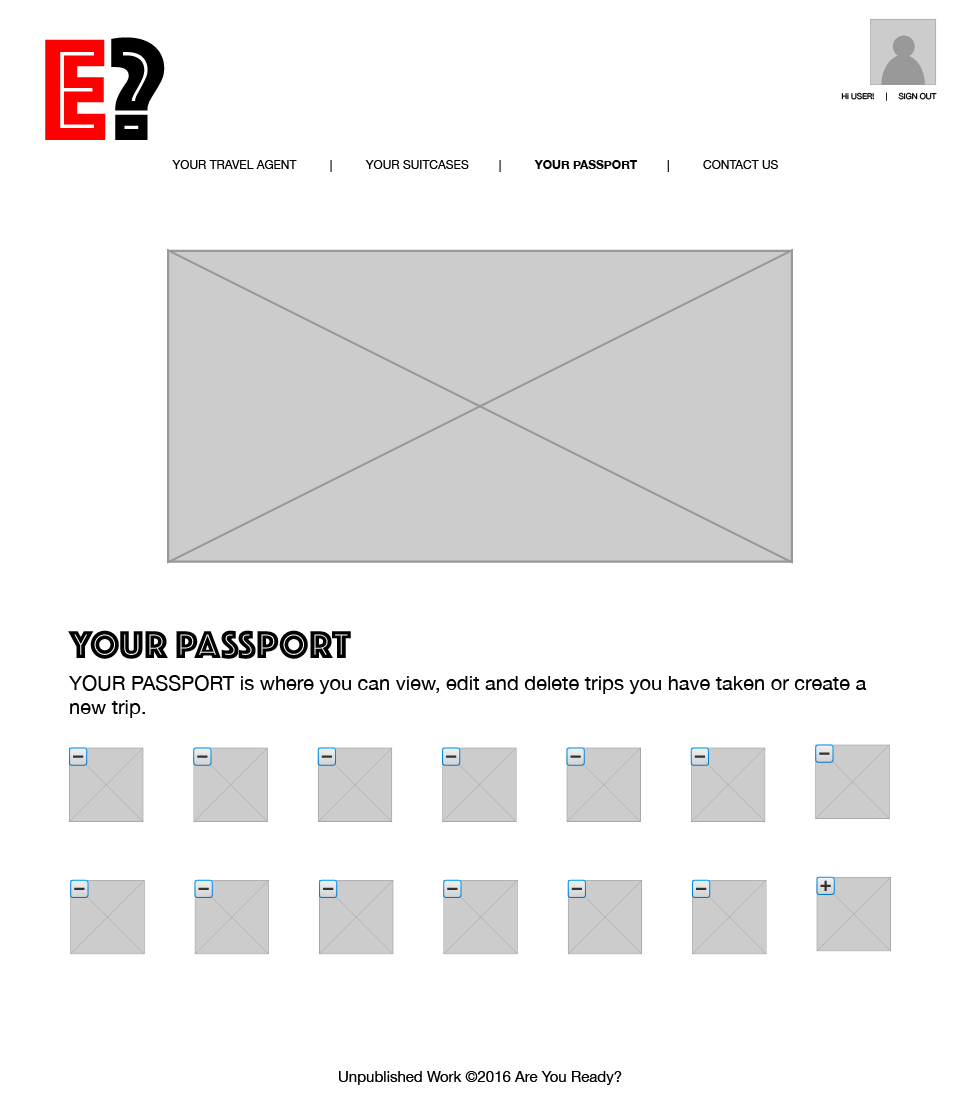 E?
Hi USER! | SIGN OUT
YOUR TRAVEL AGENT | YOUR SUITCASES | YOUR PASSPORT | CONTACT US
YOUR PASSPORT
YOUR PASSPORT is where you can view, edit and delete trips you have taken or create a
new trip.
Unpublished Work ©2016 Are You Ready?